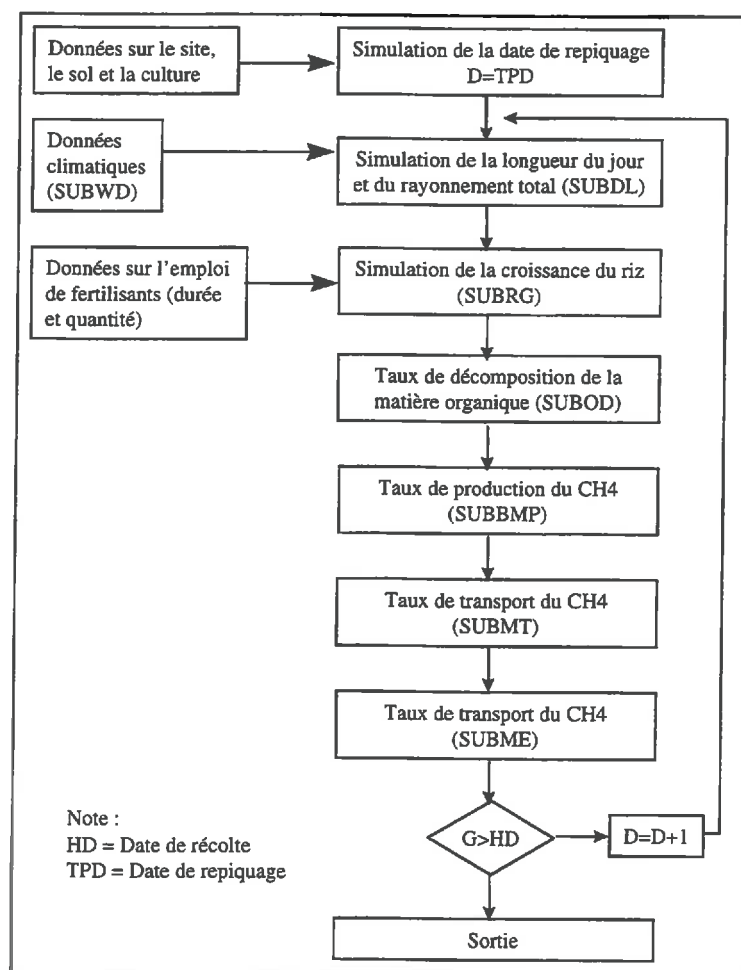 Données sur le site,
le sol et la culture
Simulation de la date de repiquage
D=TPD
Données
climatiques
(SUBWD)
Simulation de la longueur du jour
et du rayonnement total (SUBDL)
Données sur l'emploi
de fertilisants (durée
et quantité)
Simulation de la croissance du riz
(SUBRG)
Taux de décomposition de la
matière organique (SUBOD)
Taux de production du CH4
(SUBBMP)
Taux de transport du CH4
(SUBMT)
Taux de transport du CH4
(SUBME)
G>HD
D=D+1
Note :
HD = Date de récolte
TPD = Date de repiquage
Sortie